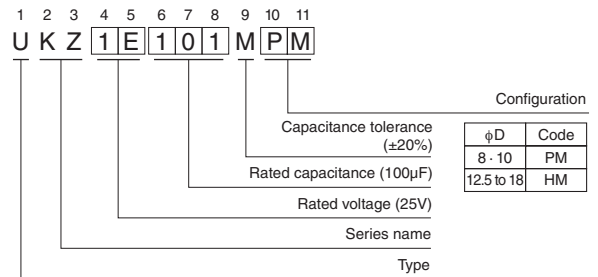 1 2 3 4 5 6 7 8 9 10 11
U K Z 1 E 1 0 1 M P M
Configuration
Capacitance tolerance
(±20%)
Rated capacitance (100µF)
Rated voltage (25V)
Series name
Type
ϕD Code
8 · 10 PM
12.5 to 18 HM